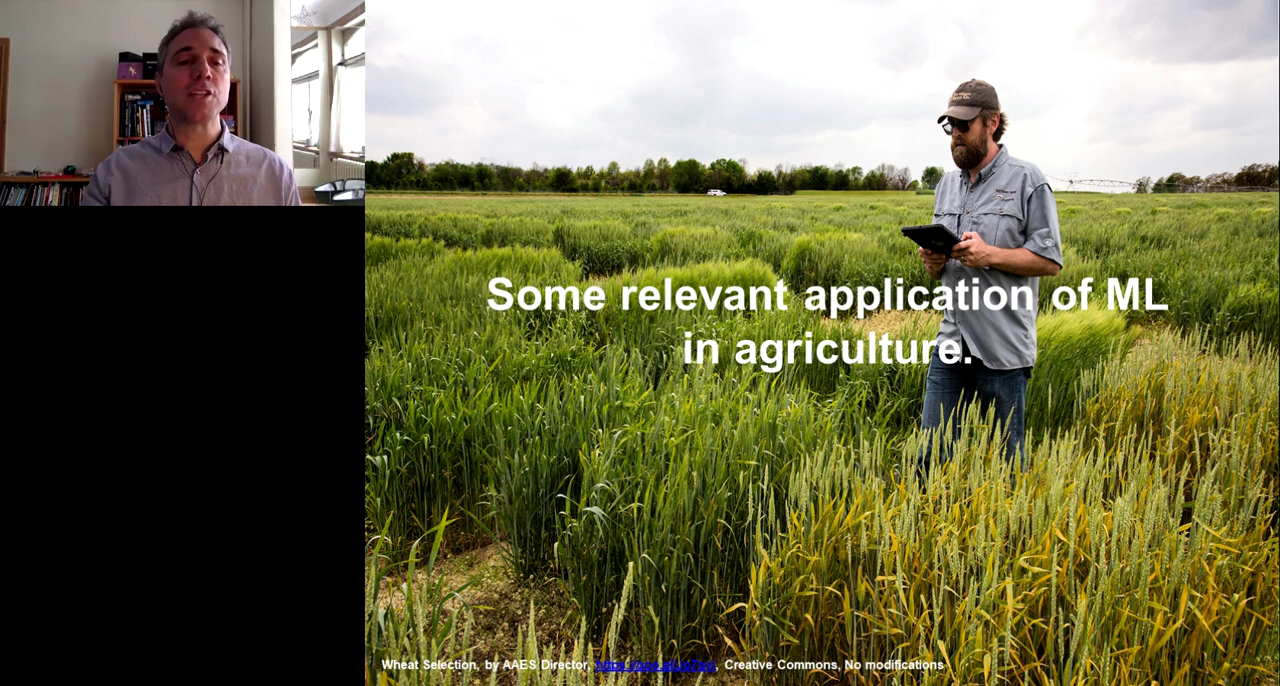 Some relevant application of ML
in agriculture.
Wheat Selection, by AAES Director, Creative Commons, No modifications